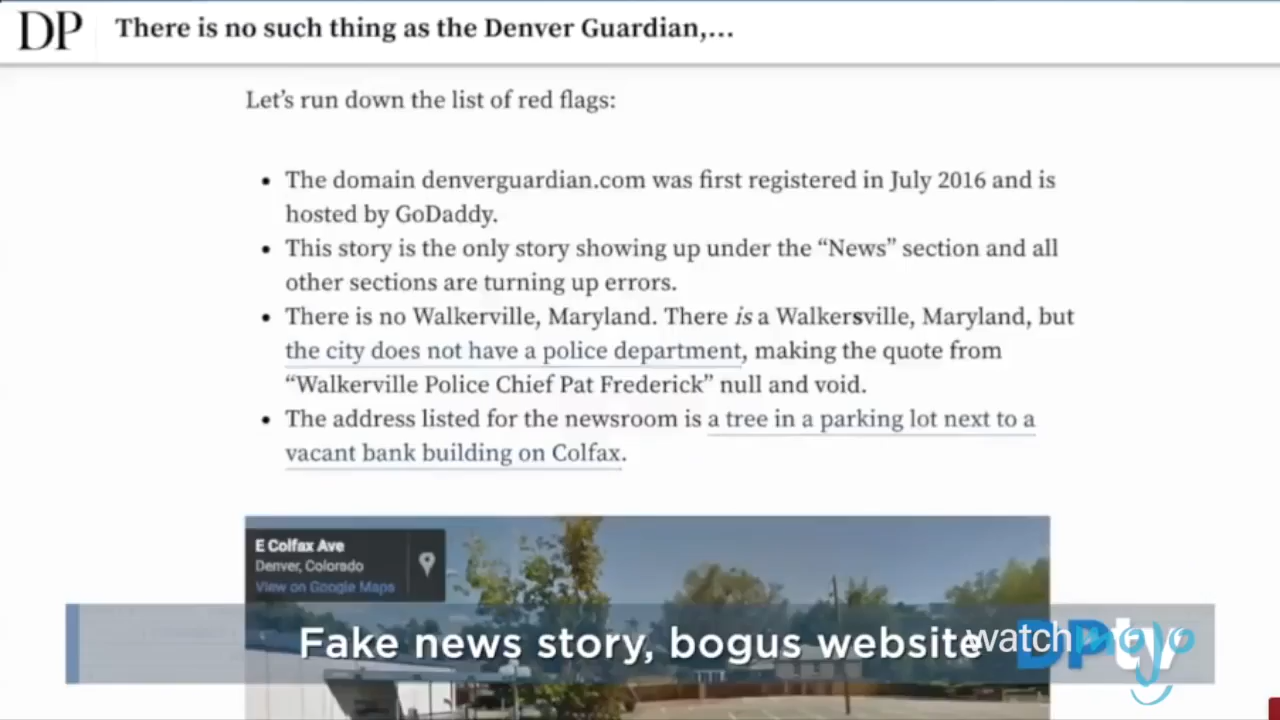 DP There is no such thing as the Denver Guardian,...
Let’s run down the list of red flags:
• The domain denverguardian.com was first registered in July 2016 and is
hosted by GoDaddy.
• This story is the only story showing up under the “News” section and all
other sections are turning up errors.
• There is no Walkerville, Maryland. There is a Walkersville, Maryland, but
the city does not have a police department, making the quote from
“Walkerville Police Chief Pat Frederick” null and void.
• The address listed for the newsroom is a tree in a parking lot next to a
vacant bank building on Colfax.
E Colfax Ave
Denver, Colorado
View on Google Maps
Fake news story, bogus website
watch mojo
DPtv